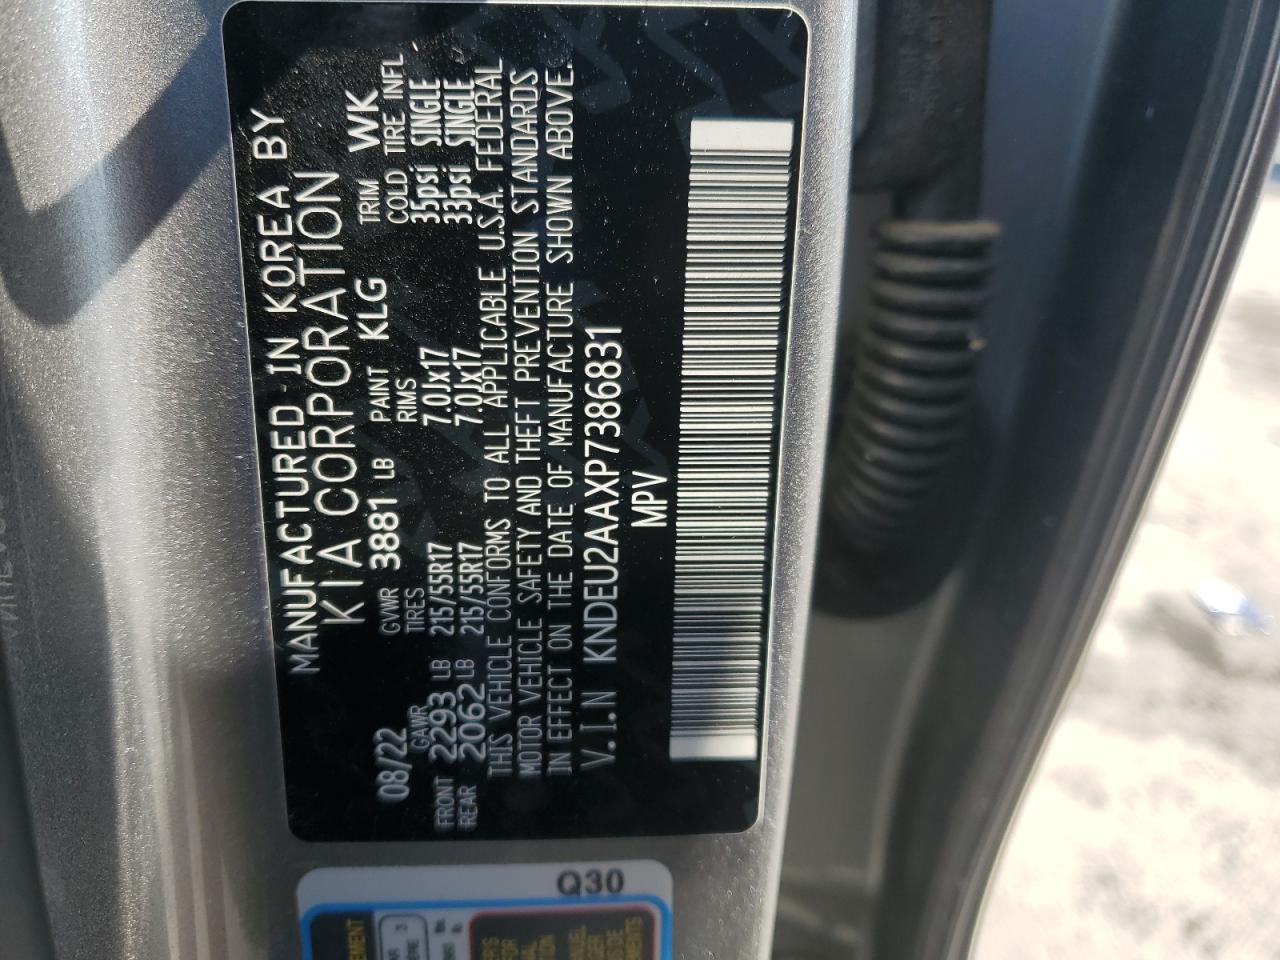 MANUFACTURED IN KOREA BY
KIA CORPORATION
08/22 GVWR 3881 LB PAINT KLG TRIM WK
GAWR TIRES RIMS COLD TIRE INFL
FRONT 2293 LB 215/55R17 7.0Jx17 35psi SINGLE
REAR 2062 LB 215/55R17 7.0Jx17 33psi SINGLE
THIS VEHICLE CONFORMS TO ALL APPLICABLE U.S.A. FEDERAL
MOTOR VEHICLE SAFETY AND THEFT PREVENTION STANDARDS
IN EFFECT ON THE DATE OF MANUFACTURE SHOWN ABOVE.
V.I.N KNDEU2AAXP7386831
MPV
Q30